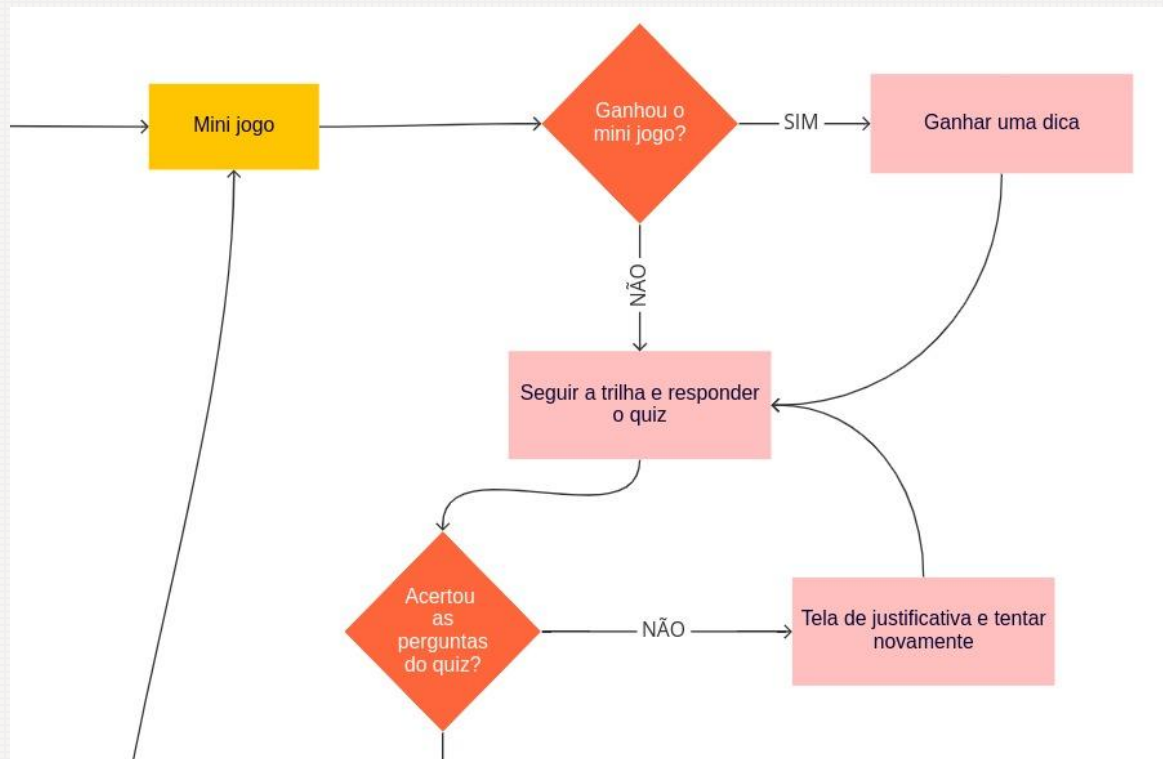 Mini jogo
Ganhou o
mini jogo?
SIM
Ganhar uma dica
NÃO
Seguir a trilha e responder
o quiz
Acertou
as
perguntas
do quiz?
NÃO
Tela de justificativa e tentar
novamente